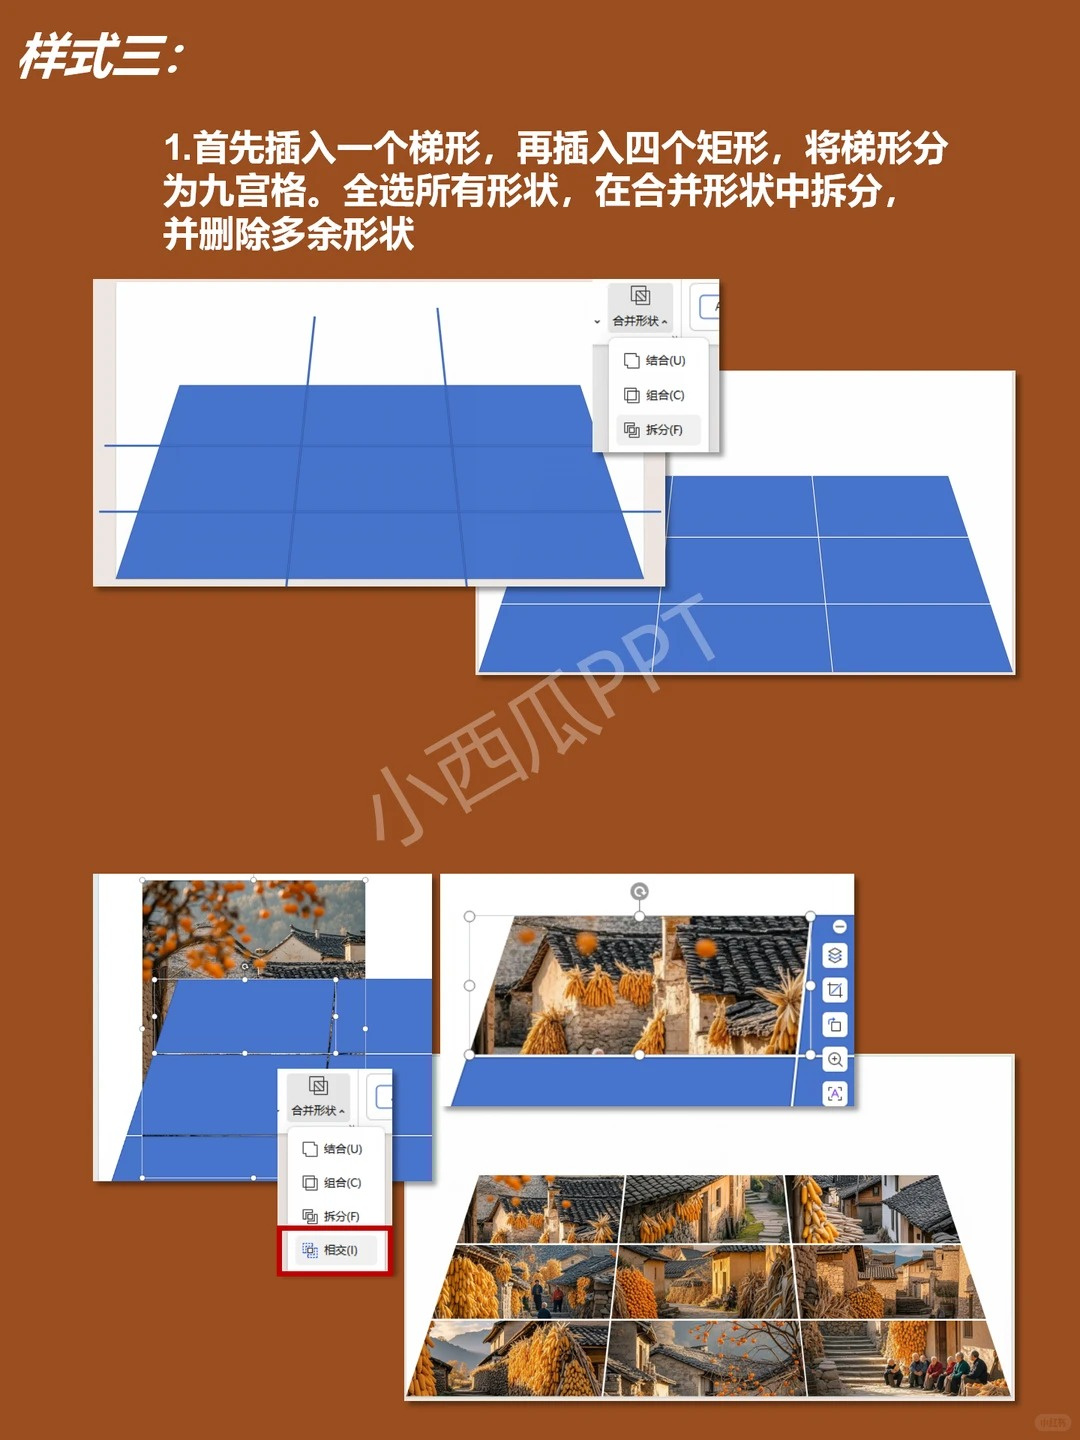 样式三：
1.首先插入一个梯形，再插入四个矩形，将梯形分
为九宫格。全选所有形状，在合并形状中拆分，
并删除多余形状
合并形状
结合(U)
组合(C)
拆分(F)
小西瓜PPT
合并形状
结合(U)
组合(C)
拆分(F)
相交(I)
小红书